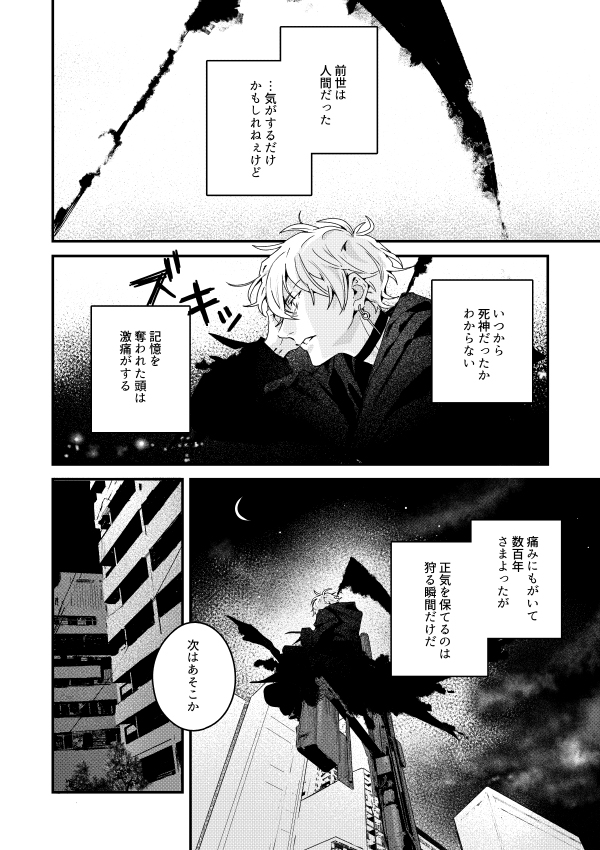 前世は
人間だった
…気がするだけ
かもしれねぇけど
いつから
死神だったか
わからない
ズキッ
記憶を
奪われた頭は
激痛がする
痛みにもがいて
数百年
さまよったが
正気を保てるのは
狩る瞬間だけだ
次はあそこか